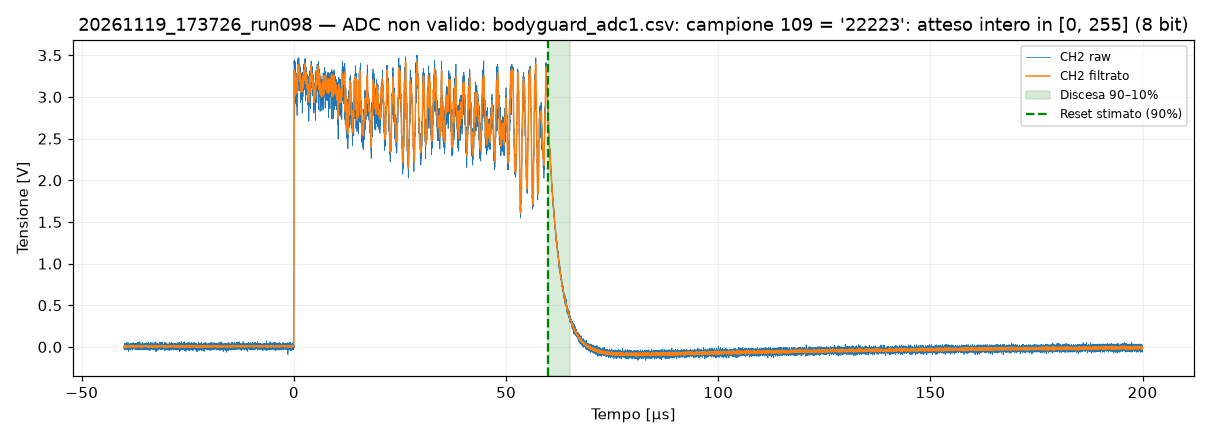 20261119_173726_run098 — ADC non valido: bodyguard_adc1.csv: campione 109 = '22223': atteso intero in [0, 255] (8 bit)
Tensione [V]
3.5
3.0
2.5
2.0
1.5
1.0
0.5
0.0
CH2 raw
CH2 filtrato
Discesa 90–10%
Reset stimato (90%)
−50
0
50
100
150
200
Tempo [µs]